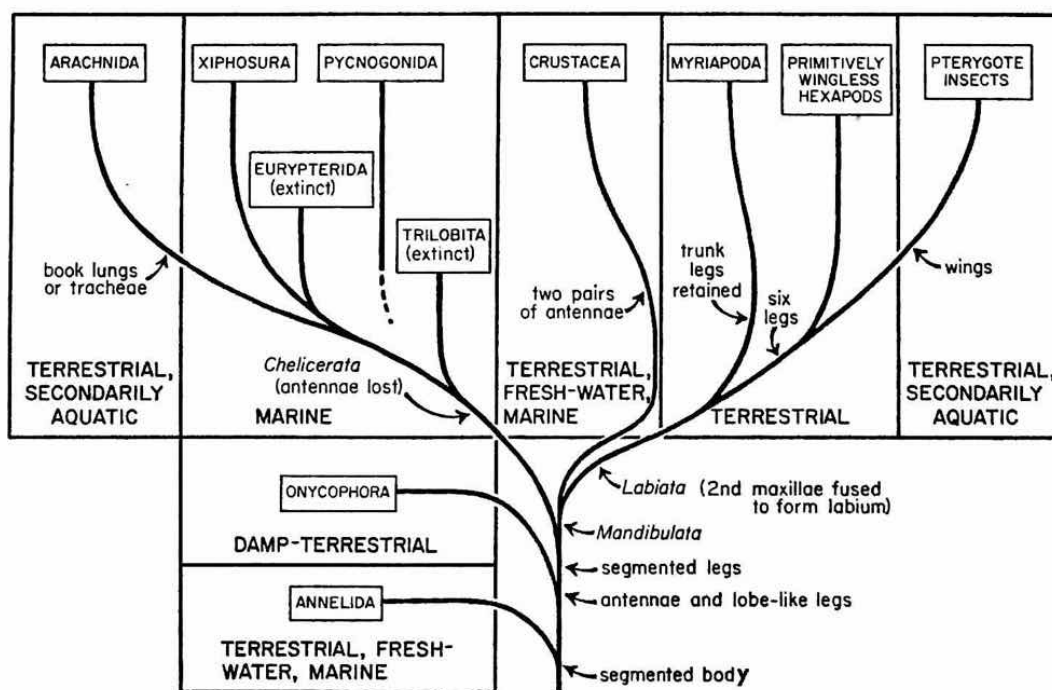 ARACHNIDA
XIPHOSURA
PYCNOGONIDA
CRUSTACEA
MYRIAPODA
PRIMITIVELY
WINGLESS
HEXAPODS
PTERYGOTE
INSECTS
EURYPTERIDA
(extinct)
TRILOBITA
(extinct)
book lungs
or tracheae
two pairs
of antennae
trunk
legs
retained
six
legs
wings
Chelicerata
(antennae lost)
TERRESTRIAL,
SECONDARILY
AQUATIC
MARINE
TERRESTRIAL,
FRESH-WATER,
MARINE
TERRESTRIAL
TERRESTRIAL,
SECONDARILY
AQUATIC
ONYCOPHORA
DAMP-TERRESTRIAL
Labiata (2nd maxillae fused
to form labium)
Mandibulata
segmented legs
antennae and lobe-like legs
ANNELIDA
TERRESTRIAL, FRESH-
WATER, MARINE
segmented body